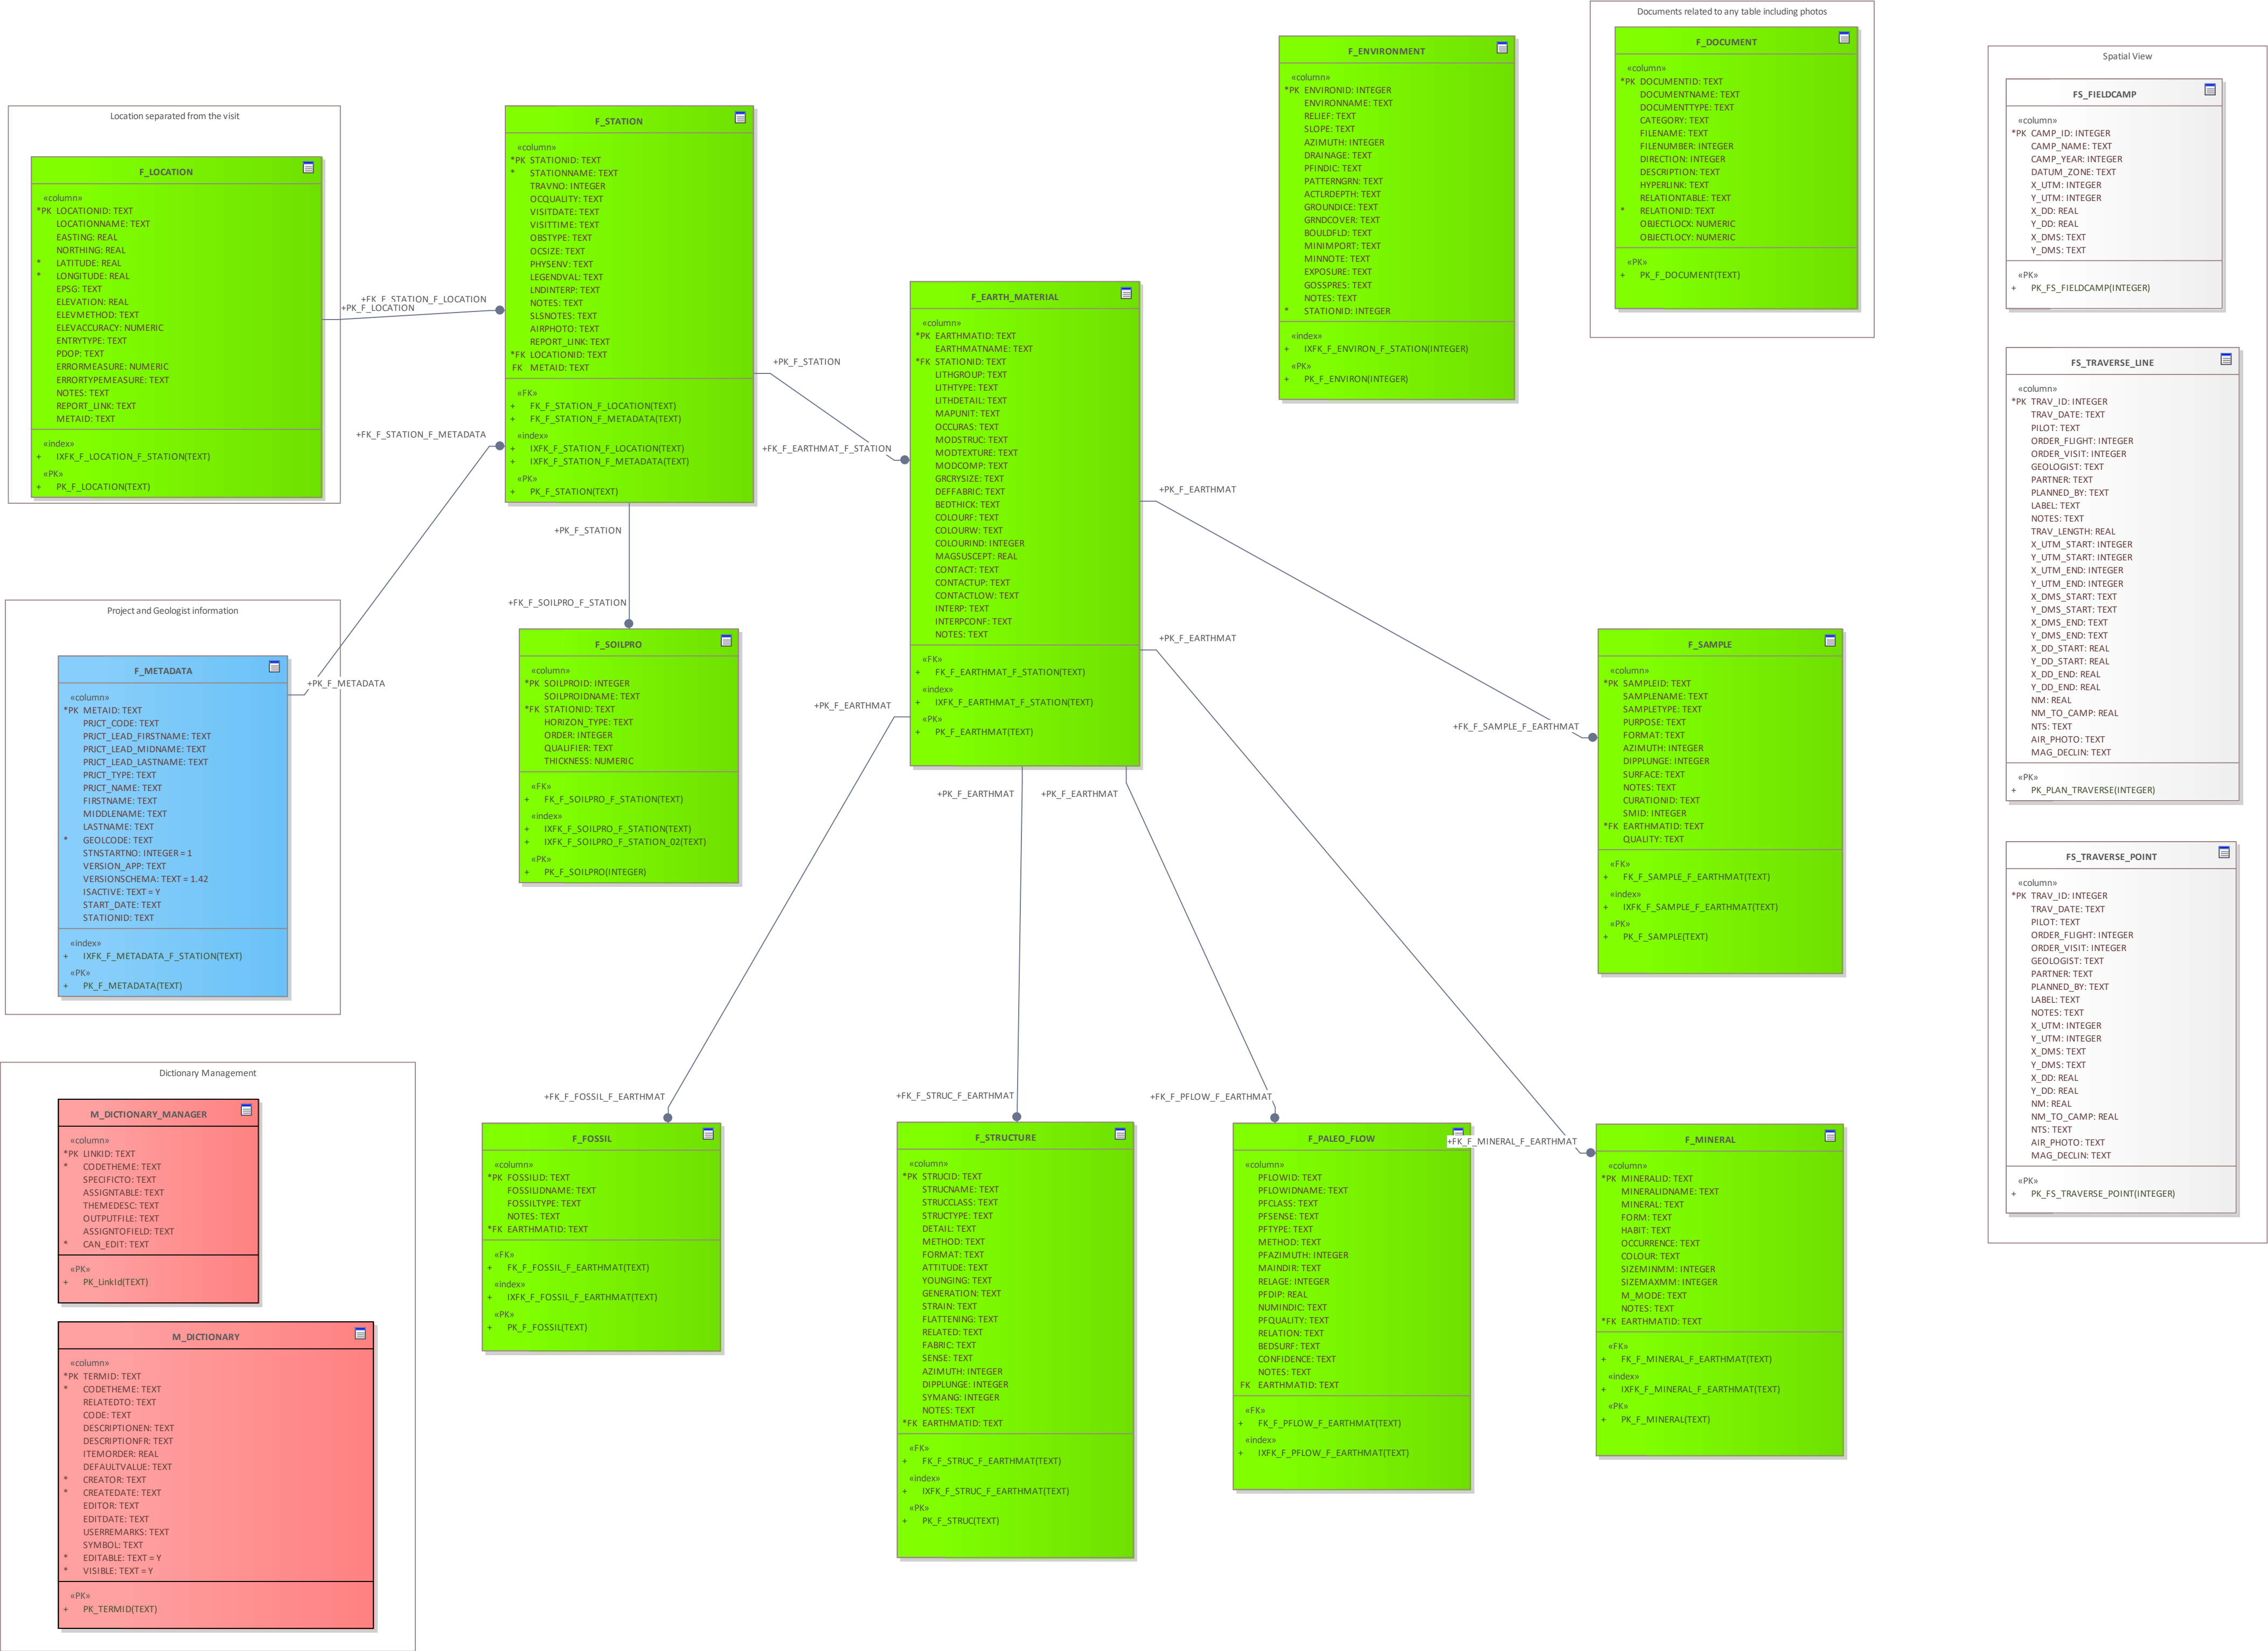 Location separated from the visit
F_LOCATION
«column»
*PK LOCATIONID: TEXT
LOCATIONNAME: TEXT
EASTING: REAL
NORTHING: REAL
* LATITUDE: REAL
* LONGITUDE: REAL
EPSG: TEXT
ELEVATION: REAL
ELEVMETHOD: TEXT
ELEVACCURACY: NUMERIC
ENTRYTYPE: TEXT
PDOP: TEXT
ERRORMEASURE: NUMERIC
ERRORTYPEMEASURE: TEXT
NOTES: TEXT
REPORT_LINK: TEXT
METAID: TEXT
«index»
+ IXFK_F_LOCATION_F_STATION(TEXT)
«PK»
+ PK_F_LOCATION(TEXT)
+FK_F_STATION_F_LOCATION
+PK_F_LOCATION
+FK_F_STATION_F_METADATA
+PK_F_METADATA
F_STATION
«column»
*PK STATIONID: TEXT
* STATIONNAME: TEXT
TRAVNO: INTEGER
OCQUALITY: TEXT
VISITDATE: TEXT
VISITTIME: TEXT
OBSTYPE: TEXT
OCSIZE: TEXT
PHYSENV: TEXT
LEGENDVAL: TEXT
LNDINTERP: TEXT
NOTES: TEXT
SLSNOTES: TEXT
AIRPHOTO: TEXT
REPORT_LINK: TEXT
*FK LOCATIONID: TEXT
FK METAID: TEXT
«FK»
+ FK_F_STATION_F_LOCATION(TEXT)
+ FK_F_STATION_F_METADATA(TEXT)
«index»
+ IXFK_F_STATION_F_LOCATION(TEXT)
+ IXFK_F_STATION_F_METADATA(TEXT)
«PK»
+ PK_F_STATION(TEXT)
+PK_F_STATION
+FK_F_EARTHMAT_F_STATION
+PK_F_STATION
+FK_F_SOILPRO_F_STATION
Project and Geologist information
F_METADATA
«column»
*PK METAID: TEXT
PRJCT_CODE: TEXT
PRJCT_LEAD_FIRSTNAME: TEXT
PRJCT_LEAD_MIDNAME: TEXT
PRJCT_LEAD_LASTNAME: TEXT
PRJCT_TYPE: TEXT
PRJCT_NAME: TEXT
FIRSTNAME: TEXT
MIDDLENAME: TEXT
LASTNAME: TEXT
* GEOLCODE: TEXT
STNSTARTNO: INTEGER = 1
VERSION_APP: TEXT
VERSIONSCHEMA: TEXT = 1.42
ISACTIVE: TEXT = Y
START_DATE: TEXT
STATIONID: TEXT
«index»
+ IXFK_F_METADATA_F_STATION(TEXT)
«PK»
+ PK_F_METADATA(TEXT)
F_SOILPRO
«column»
*PK SOILPROID: INTEGER
SOILPROIDNAME: TEXT
*FK STATIONID: TEXT
HORIZON_TYPE: TEXT
ORDER: INTEGER
QUALIFIER: TEXT
THICKNESS: NUMERIC
«FK»
+ FK_F_SOILPRO_F_STATION(TEXT)
«index»
+ IXFK_F_SOILPRO_F_STATION(TEXT)
+ IXFK_F_SOILPRO_F_STATION_02(TEXT)
«PK»
+ PK_F_SOILPRO(INTEGER)
F_EARTH_MATERIAL
«column»
*PK EARTHMATID: TEXT
EARTHMATNAME: TEXT
*FK STATIONID: TEXT
LITHGROUP: TEXT
LITHTYPE: TEXT
LITHDETAIL: TEXT
MAPUNIT: TEXT
OCCURAS: TEXT
MODSTRUC: TEXT
MODTEXTURE: TEXT
MODCOMP: TEXT
GRCRYSIZE: TEXT
DEFFABRIC: TEXT
BEDTHICK: TEXT
COLOURF: TEXT
COLOURW: TEXT
COLOURIND: INTEGER
MAGSUSCEPT: REAL
CONTACT: TEXT
CONTACTUP: TEXT
CONTACTLOW: TEXT
INTERP: TEXT
INTERPCONF: TEXT
NOTES: TEXT
«FK»
+ FK_F_EARTHMAT_F_STATION(TEXT)
«index»
+ IXFK_F_EARTHMAT_F_STATION(TEXT)
«PK»
+ PK_F_EARTHMAT(TEXT)
F_ENVIRONMENT
«column»
*PK ENVIRONID: INTEGER
ENVIRONNAME: TEXT
RELIEF: TEXT
SLOPE: TEXT
AZIMUTH: INTEGER
DRAINAGE: TEXT
PFINDIC: TEXT
PATTERNGRN: TEXT
ACTLRDEPTH: TEXT
GROUNDICE: TEXT
GRNDCOVER: TEXT
BOULDFLD: TEXT
MINIMPORT: TEXT
MINNOTE: TEXT
EXPOSURE: TEXT
GOSSPRES: TEXT
NOTES: TEXT
* STATIONID: INTEGER
«index»
+ IXFK_F_ENVIRON_F_STATION(INTEGER)
«PK»
+ PK_F_ENVIRON(INTEGER)
Documents related to any table including photos
F_DOCUMENT
«column»
*PK DOCUMENTID: TEXT
DOCUMENTNAME: TEXT
DOCUMENTTYPE: TEXT
CATEGORY: TEXT
FILENAME: TEXT
FILENUMBER: INTEGER
DIRECTION: INTEGER
DESCRIPTION: TEXT
HYPERLINK: TEXT
RELATIONTABLE: TEXT
* RELATIONID: TEXT
OBJECTLOCX: NUMERIC
OBJECTLOCY: NUMERIC
«PK»
+ PK_F_DOCUMENT(TEXT)
Spatial View
FS_FIELDCAMP
«column»
*PK CAMP_ID: INTEGER
CAMP_NAME: TEXT
CAMP_YEAR: INTEGER
DATUM_ZONE: TEXT
X_UTM: INTEGER
Y_UTM: INTEGER
X_DD: REAL
Y_DD: REAL
X_DMS: TEXT
Y_DMS: TEXT
«PK»
+ PK_FS_FIELDCAMP(INTEGER)
FS_TRAVERSE_LINE
«column»
*PK TRAV_ID: INTEGER
TRAV_DATE: TEXT
PILOT: TEXT
ORDER_FLIGHT: INTEGER
ORDER_VISIT: INTEGER
GEOLOGIST: TEXT
PARTNER: TEXT
PLANNED_BY: TEXT
LABEL: TEXT
NOTES: TEXT
TRAV_LENGTH: REAL
X_UTM_START: INTEGER
Y_UTM_START: INTEGER
X_UTM_END: INTEGER
Y_UTM_END: INTEGER
X_DMS_START: TEXT
Y_DMS_START: TEXT
X_DMS_END: TEXT
Y_DMS_END: TEXT
X_DD_START: REAL
Y_DD_START: REAL
X_DD_END: REAL
Y_DD_END: REAL
NM: REAL
NM_TO_CAMP: REAL
NTS: TEXT
AIR_PHOTO: TEXT
MAG_DECLIN: TEXT
«PK»
+ PK_PLAN_TRAVERSE(INTEGER)
FS_TRAVERSE_POINT
«column»
*PK TRAV_ID: INTEGER
TRAV_DATE: TEXT
PILOT: TEXT
ORDER_FLIGHT: INTEGER
ORDER_VISIT: INTEGER
GEOLOGIST: TEXT
PARTNER: TEXT
PLANNED_BY: TEXT
LABEL: TEXT
NOTES: TEXT
X_UTM: INTEGER
Y_UTM: INTEGER
X_DMS: TEXT
Y_DMS: TEXT
X_DD: REAL
Y_DD: REAL
NM: REAL
NM_TO_CAMP: REAL
NTS: TEXT
AIR_PHOTO: TEXT
MAG_DECLIN: TEXT
«PK»
+ PK_FS_TRAVERSE_POINT(INTEGER)
+PK_F_EARTHMAT
+FK_F_SAMPLE_F_EARTHMAT
+PK_F_EARTHMAT
+FK_F_MINERAL_F_EARTHMAT
+PK_F_EARTHMAT
+FK_F_FOSSIL_F_EARTHMAT
+PK_F_EARTHMAT
+FK_F_STRUC_F_EARTHMAT
+PK_F_EARTHMAT
+FK_F_PFLOW_F_EARTHMAT
F_SAMPLE
«column»
*PK SAMPLEID: TEXT
SAMPLENAME: TEXT
SAMPLETYPE: TEXT
PURPOSE: TEXT
FORMAT: TEXT
AZIMUTH: INTEGER
DIPPLUNGE: INTEGER
SURFACE: TEXT
NOTES: TEXT
CURATIONID: TEXT
SMID: INTEGER
*FK EARTHMATID: TEXT
QUALITY: TEXT
«FK»
+ FK_F_SAMPLE_F_EARTHMAT(TEXT)
«index»
+ IXFK_F_SAMPLE_F_EARTHMAT(TEXT)
«PK»
+ PK_F_SAMPLE(TEXT)
Dictionary Management
M_DICTIONARY_MANAGER
«column»
*PK LINKID: TEXT
* CODETHEME: TEXT
SPECIFICTO: TEXT
ASSIGNTABLE: TEXT
THEMEDESC: TEXT
OUTPUTFILE: TEXT
ASSIGNTOFIELD: TEXT
* CAN_EDIT: TEXT
«PK»
+ PK_LinkId(TEXT)
M_DICTIONARY
«column»
*PK TERMID: TEXT
* CODETHEME: TEXT
RELATEDTO: TEXT
CODE: TEXT
DESCRIPTIONEN: TEXT
DESCRIPTIONFR: TEXT
ITEMORDER: REAL
DEFAULTVALUE: TEXT
* CREATOR: TEXT
* CREATEDATE: TEXT
EDITOR: TEXT
EDITDATE: TEXT
USERREMARKS: TEXT
SYMBOL: TEXT
* EDITABLE: TEXT = Y
* VISIBLE: TEXT = Y
«PK»
+ PK_TERMID(TEXT)
F_FOSSIL
«column»
*PK FOSSILID: TEXT
FOSSILIDNAME: TEXT
FOSSILTYPE: TEXT
NOTES: TEXT
*FK EARTHMATID: TEXT
«FK»
+ FK_F_FOSSIL_F_EARTHMAT(TEXT)
«index»
+ IXFK_F_FOSSIL_F_EARTHMAT(TEXT)
«PK»
+ PK_F_FOSSIL(TEXT)
F_STRUCTURE
«column»
*PK STRUCID: TEXT
STRUCNAME: TEXT
STRUCCLASS: TEXT
STRUCTYPE: TEXT
DETAIL: TEXT
METHOD: TEXT
FORMAT: TEXT
ATTITUDE: TEXT
YOUNGING: TEXT
GENERATION: TEXT
STRAIN: TEXT
FLATTENING: TEXT
RELATED: TEXT
FABRIC: TEXT
SENSE: TEXT
AZIMUTH: INTEGER
DIPPLUNGE: INTEGER
SYMANG: INTEGER
NOTES: TEXT
*FK EARTHMATID: TEXT
«FK»
+ FK_F_STRUC_F_EARTHMAT(TEXT)
«index»
+ IXFK_F_STRUC_F_EARTHMAT(TEXT)
«PK»
+ PK_F_STRUC(TEXT)
F_PALEO_FLOW
«column»
PFLOWID: TEXT
PFLOWIDNAME: TEXT
PFCLASS: TEXT
PFSENSE: TEXT
PFTYPE: TEXT
METHOD: TEXT
PFAZIMUTH: INTEGER
MAINDIR: TEXT
RELAGE: INTEGER
PFDIP: REAL
NUMINDIC: TEXT
PFQUALITY: TEXT
RELATION: TEXT
BEDSURF: TEXT
CONFIDENCE: TEXT
NOTES: TEXT
FK EARTHMATID: TEXT
«FK»
+ FK_F_PFLOW_F_EARTHMAT(TEXT)
«index»
+ IXFK_F_PFLOW_F_EARTHMAT(TEXT)
F_MINERAL
«column»
*PK MINERALID: TEXT
MINERALIDNAME: TEXT
MINERAL: TEXT
FORM: TEXT
HABIT: TEXT
OCCURRENCE: TEXT
COLOUR: TEXT
SIZEMINMM: INTEGER
SIZEMAXMM: INTEGER
M_MODE: TEXT
NOTES: TEXT
*FK EARTHMATID: TEXT
«FK»
+ FK_F_MINERAL_F_EARTHMAT(TEXT)
«index»
+ IXFK_F_MINERAL_F_EARTHMAT(TEXT)
«PK»
+ PK_F_MINERAL(TEXT)